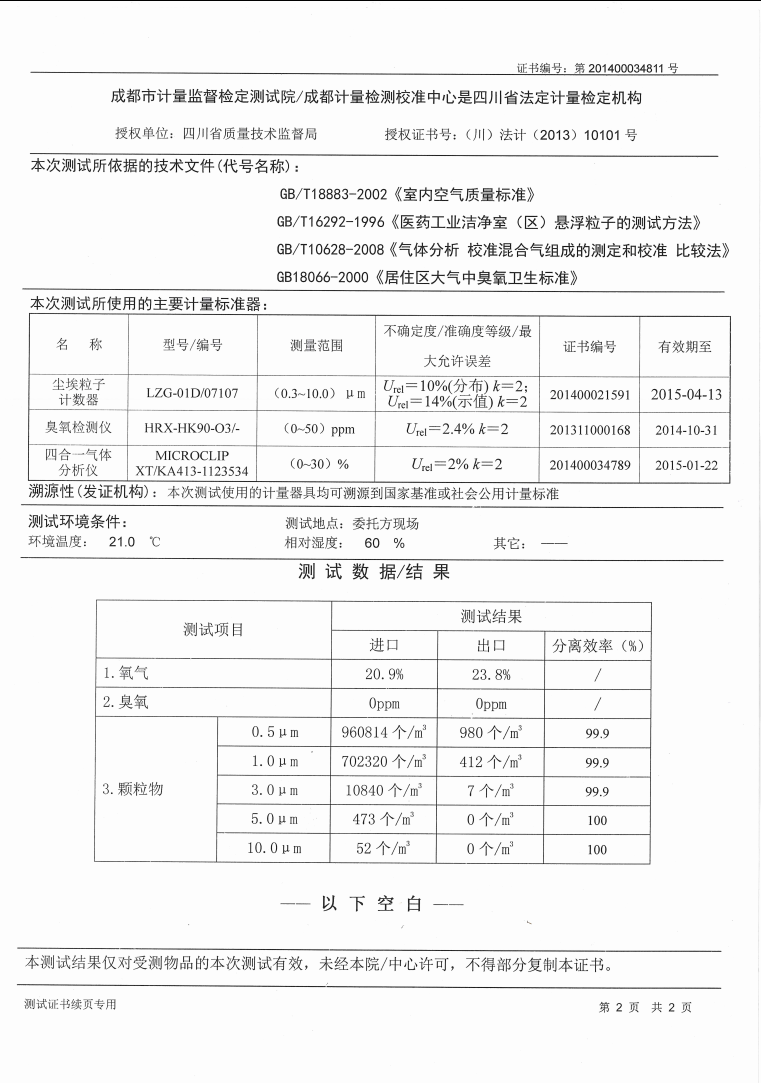 证书编号：第 201400034811 号
成都市计量监督检定测试院/成都计量检测校准中心是四川省法定计量检定机构
授权单位：四川省质量技术监督局 授权证书号：（川）法计（2013）10101 号
本次测试所依据的技术文件(代号名称)：
GB/T18883-2002《室内空气质量标准》
GB/T16292-1996《医药工业洁净室（区）悬浮粒子的测试方法》
GB/T10628-2008《气体分析 校准混合气组成的测定和校准 比较法》
GB18066-2000《居住区大气中臭氧卫生标准》
本次测试所使用的主要计量标准器：
名 称 型号/编号 测量范围 不确定度/准确度等级/最大允许误差 证书编号 有效期至
尘埃粒子计数器 LZG-01D/07107 （0.3~10.0） μm Urel＝10%(分布) k＝2; Urel＝14%(示值) k＝2 201400021591 2015-04-13
臭氧检测仪 HRX-HK90-O3/- （0~50）ppm Urel＝2.4% k＝2 201311000168 2014-10-31
四合一气体分析仪 MICROCLIP XT/KA413-1123534 （0~30）% Urel＝2% k＝2 201400034789 2015-01-22
溯源性(发证机构)：本次测试使用的计量器具均可溯源到国家基准或社会公用计量标准
测试环境条件： 测试地点：委托方现场
环境温度： 21.0 ℃ 相对湿度： 60 % 其它： ——
测 试 数 据/结 果
测试项目 测试结果
进口 出口 分离效率（%）
1.氧气 20.9% 23.8% /
2.臭氧 0ppm 0ppm /
3.颗粒物 0.5μm 960814 个/m³ 980 个/m³ 99.9
1.0μm 702320 个/m³ 412 个/m³ 99.9
3.0μm 10840 个/m³ 7 个/m³ 99.9
5.0μm 473 个/m³ 0 个/m³ 100
10.0μm 52 个/m³ 0 个/m³ 100
—— 以 下 空 白 ——
本测试结果仅对受测物品的本次测试有效，未经本院/中心许可，不得部分复制本证书。
测试证书续页专用 第 2 页 共 2 页